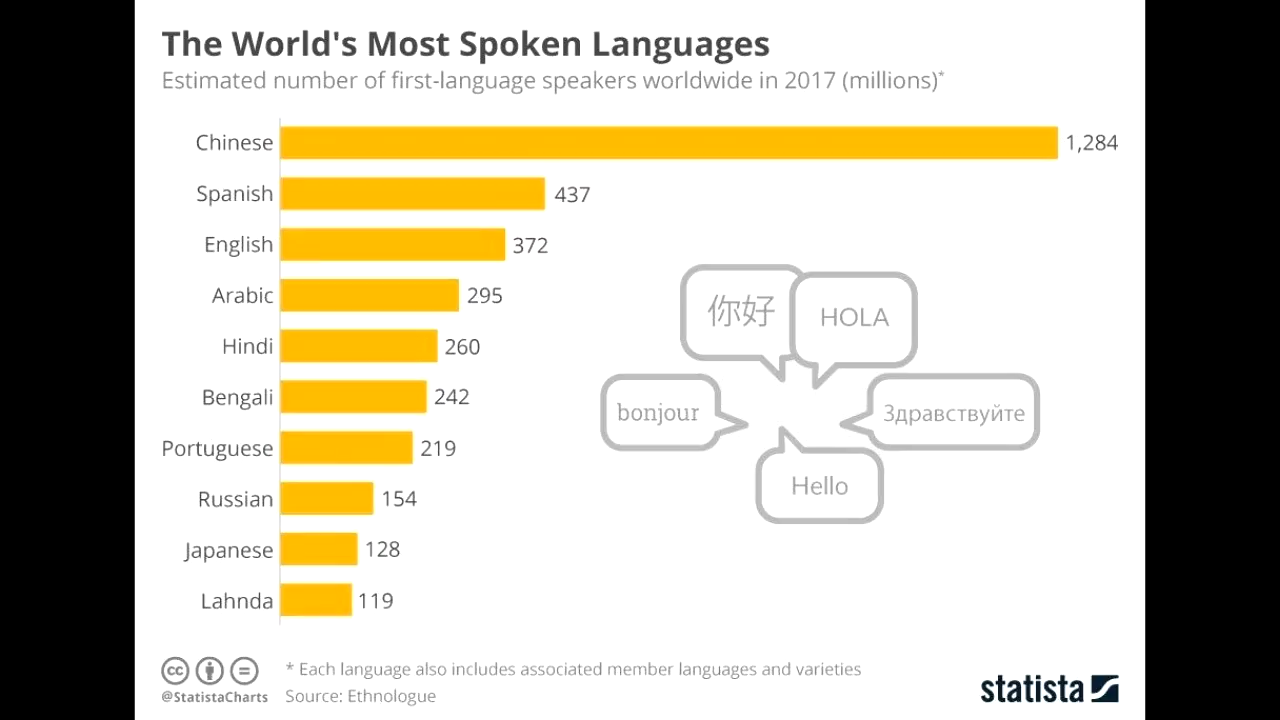 The World's Most Spoken Languages
Estimated number of first-language speakers worldwide in 2017 (millions)*
Chinese 1,284
Spanish 437
English 372
Arabic 295
Hindi 260
Bengali 242
Portuguese 219
Russian 154
Japanese 128
Lahnda 119
你好
HOLA
bonjour
Здравствуйте
Hello
* Each language also includes associated member languages and varieties
@StatistaCharts Source: Ethnologue
cc
statista